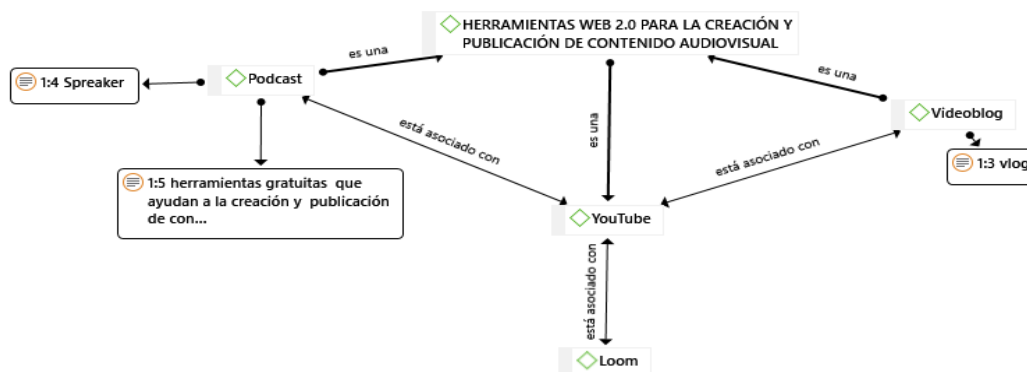 HERRAMIENTAS WEB 2.0 PARA LA CREACIÓN Y
PUBLICACIÓN DE CONTENIDO AUDIOVISUAL
es una
es una
es una
1:4 Spreaker
Podcast
Videoblog
está asociado con
está asociado con
1:3 vlog
1:5 herramientas gratuitas que
ayudan a la creación y publicación
de con...
YouTube
está asociado con
Loom